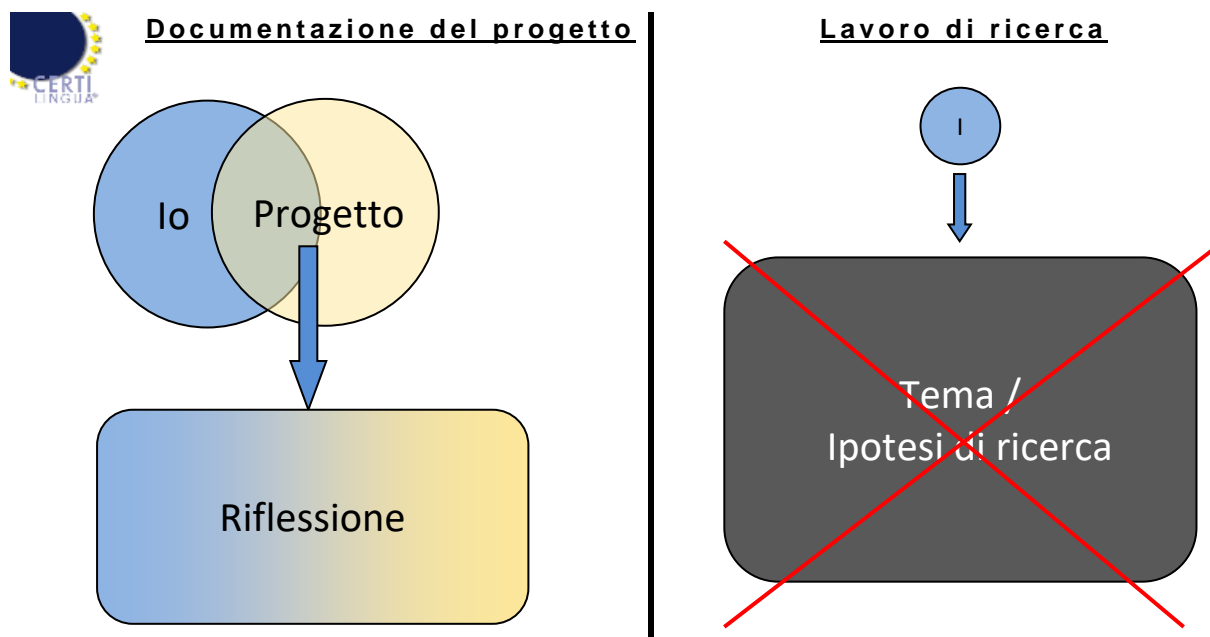 Documentazione del progetto
Lavoro di ricerca
CERTI
LINGUA®
I
Io
Progetto
Tema /
Ipotesi di ricerca
Riflessione